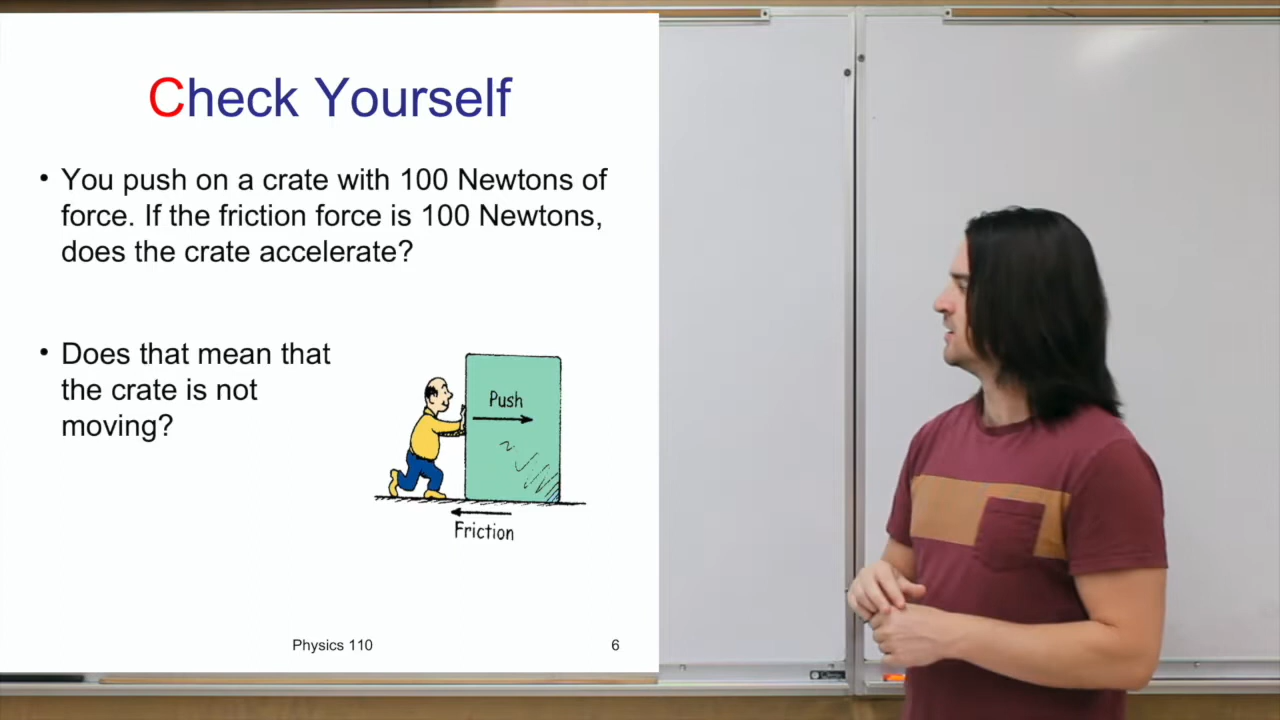 Check Yourself
• You push on a crate with 100 Newtons of
force. If the friction force is 100 Newtons,
does the crate accelerate?
• Does that mean that
the crate is not
moving?
Push
Friction
Physics 110
6